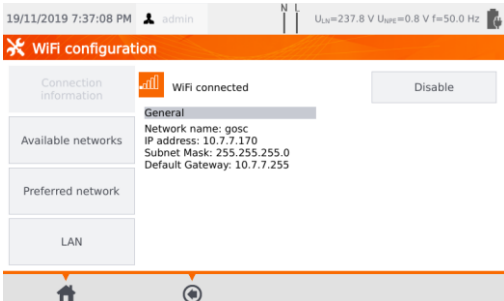 19/11/2019 7:37:08 PM admin N L U_LN=237.8 V U_NPE=0.8 V f=50.0 Hz
WiFi configuration
Connection
information
WiFi connected
Disable
General
Network name: gosc
IP address: 10.7.7.170
Subnet Mask: 255.255.255.0
Default Gateway: 10.7.7.255
Available networks
Preferred network
LAN